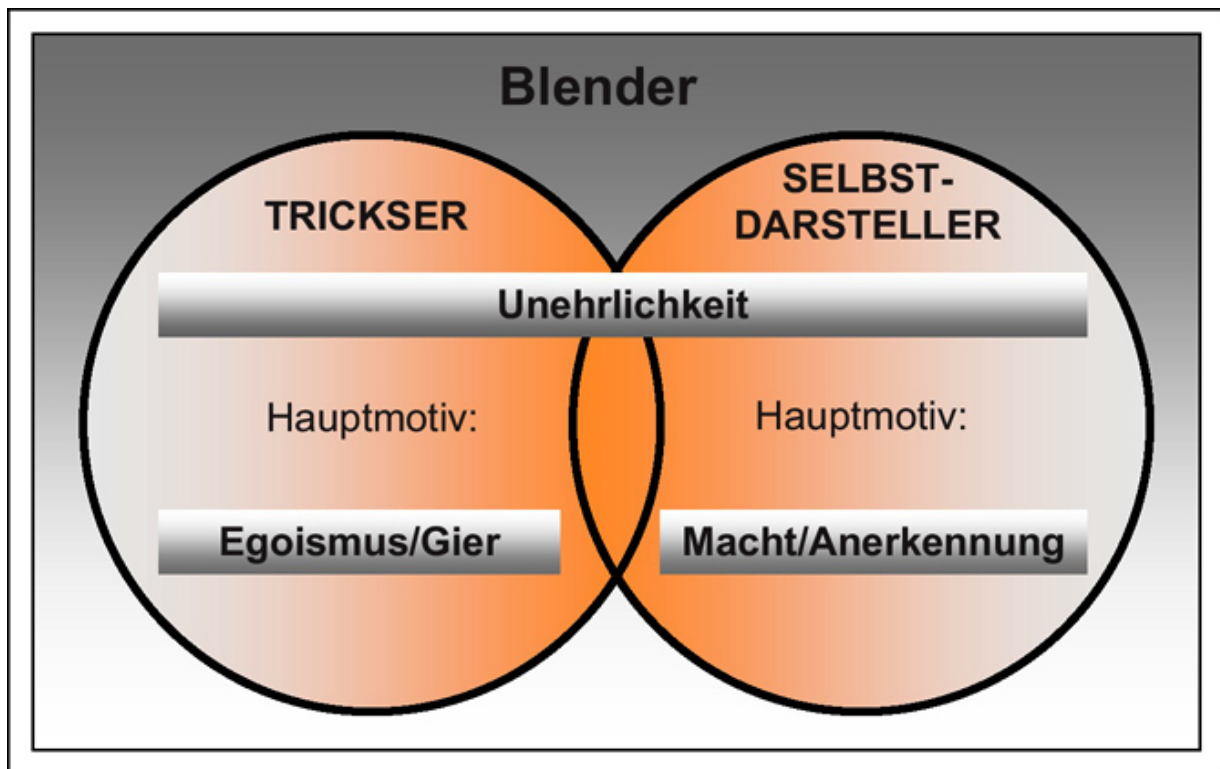 Blender
TRICKSER
SELBST-
DARSTELLER
Unehrlichkeit
Hauptmotiv:
Hauptmotiv:
Egoismus/Gier
Macht/Anerkennung